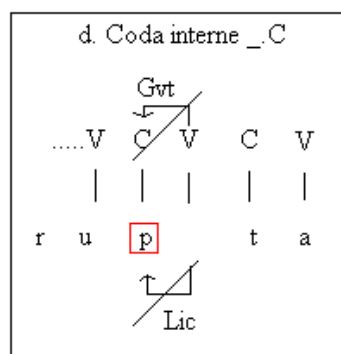 d. Coda interne _.C
Gvt
.....V C V C V
r u p t a
Lic